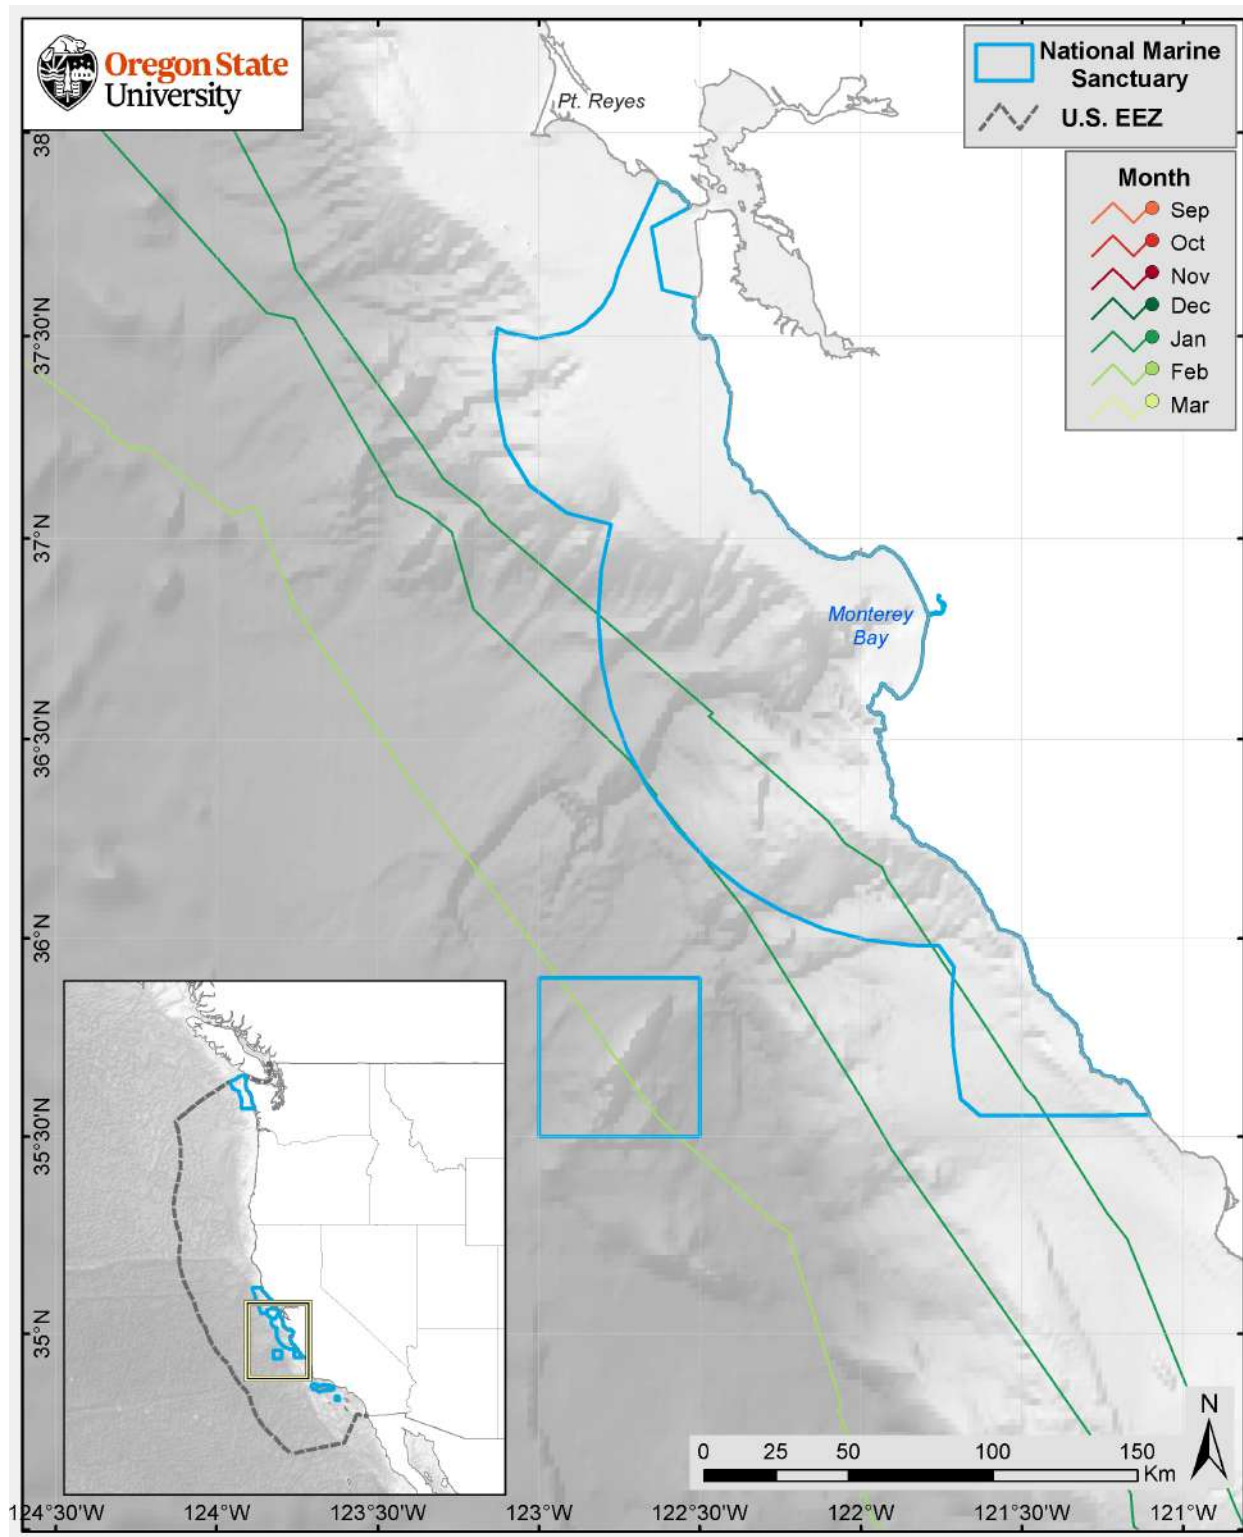 Oregon State
University
Pt. Reyes
National Marine
Sanctuary
U.S. EEZ
Month
Sep
Oct
Nov
Dec
Jan
Feb
Mar
38
37°30'N
37°N
36°30'N
36°N
35°30'N
35°N
Monterey
Bay
N
0 25 50 100 150
Km
124°30'W 124°W 123°30'W 123°W 122°30'W 122°W 121°30'W 121°W